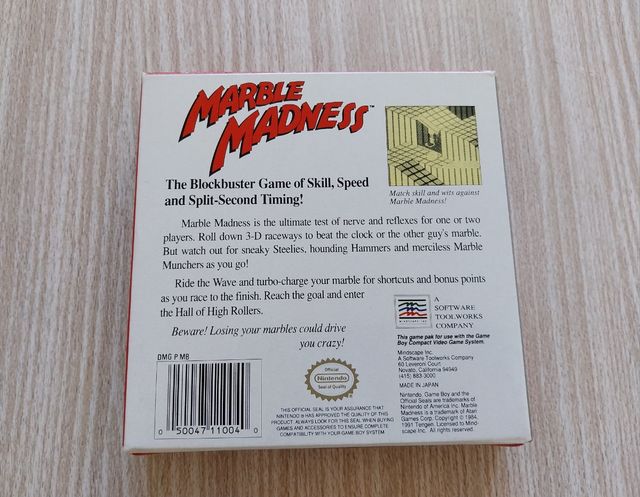 MARBLE
MADNESS™
The Blockbuster Game of Skill, Speed
and Split-Second Timing!
Match skill and wits against
Marble Madness!
Marble Madness is the ultimate test of nerve and reflexes for one or two
players. Roll down 3-D raceways to beat the clock or the other guy's marble.
But watch out for sneaky Steelies, hounding Hammers and merciless Marble
Munchers as you go!
Ride the Wave and turbo-charge your marble for shortcuts and bonus points
as you race to the finish. Reach the goal and enter
the Hall of High Rollers.
Beware! Losing your marbles could drive
you crazy!
A
SOFTWARE
TOOLWORKS
COMPANY
This game pak for use with the Game
Boy Compact Video Game System.
Mindscape Inc.
A Software Toolworks Company
60 Leveroni Court
Novato, California 94949
(415) 883 3000
MADE IN JAPAN
Nintendo, Game Boy and the
Official Seals are trademarks of
Nintendo of America Inc. Marble
Madness is a trademark of Atari
Games Corp. Copyright © 1984,
1991 Tengen. Licensed to Mind-
scape Inc. All rights reserved.
DMG P MB
0 50047 11004 0
Official
Nintendo
Seal of Quality
THIS OFFICIAL SEAL IS YOUR ASSURANCE THAT
NINTENDO HAS APPROVED THE QUALITY OF THIS
PRODUCT. ALWAYS LOOK FOR THIS SEAL WHEN BUYING
GAMES AND ACCESSORIES TO ENSURE COMPLETE
COMPATIBILITY WITH YOUR GAME BOY SYSTEM.